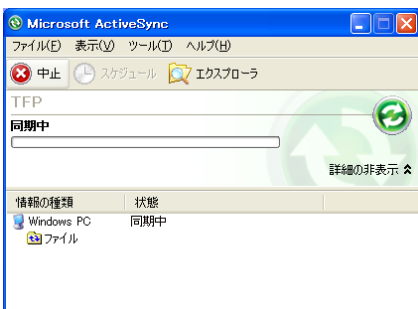 Microsoft ActiveSync
ファイル(F) 表示(V) ツール(T) ヘルプ(H)
中止 スケジュール エクスプローラ
TFP
同期中
詳細の非表示
情報の種類 状態
Windows PC 同期中
ファイル